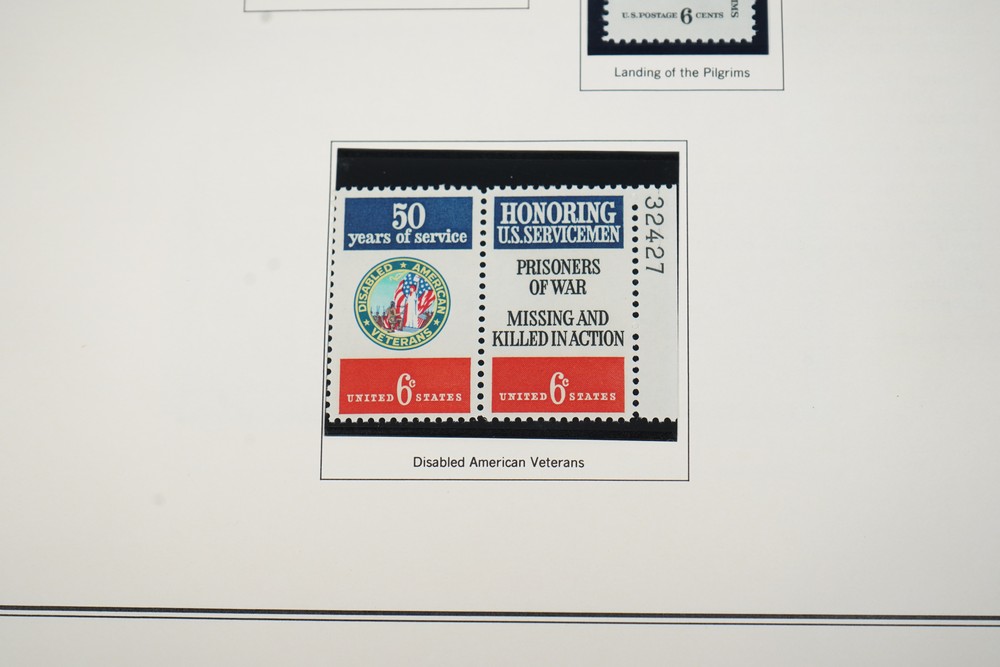 U.S. POSTAGE 6 CENTS
Landing of the Pilgrims
50
years of service
DISABLED AMERICAN
VETERANS
6c
UNITED STATES
HONORING
U.S. SERVICEMEN
PRISONERS
OF WAR
MISSING AND
KILLED IN ACTION
6c
UNITED STATES
32427
Disabled American Veterans